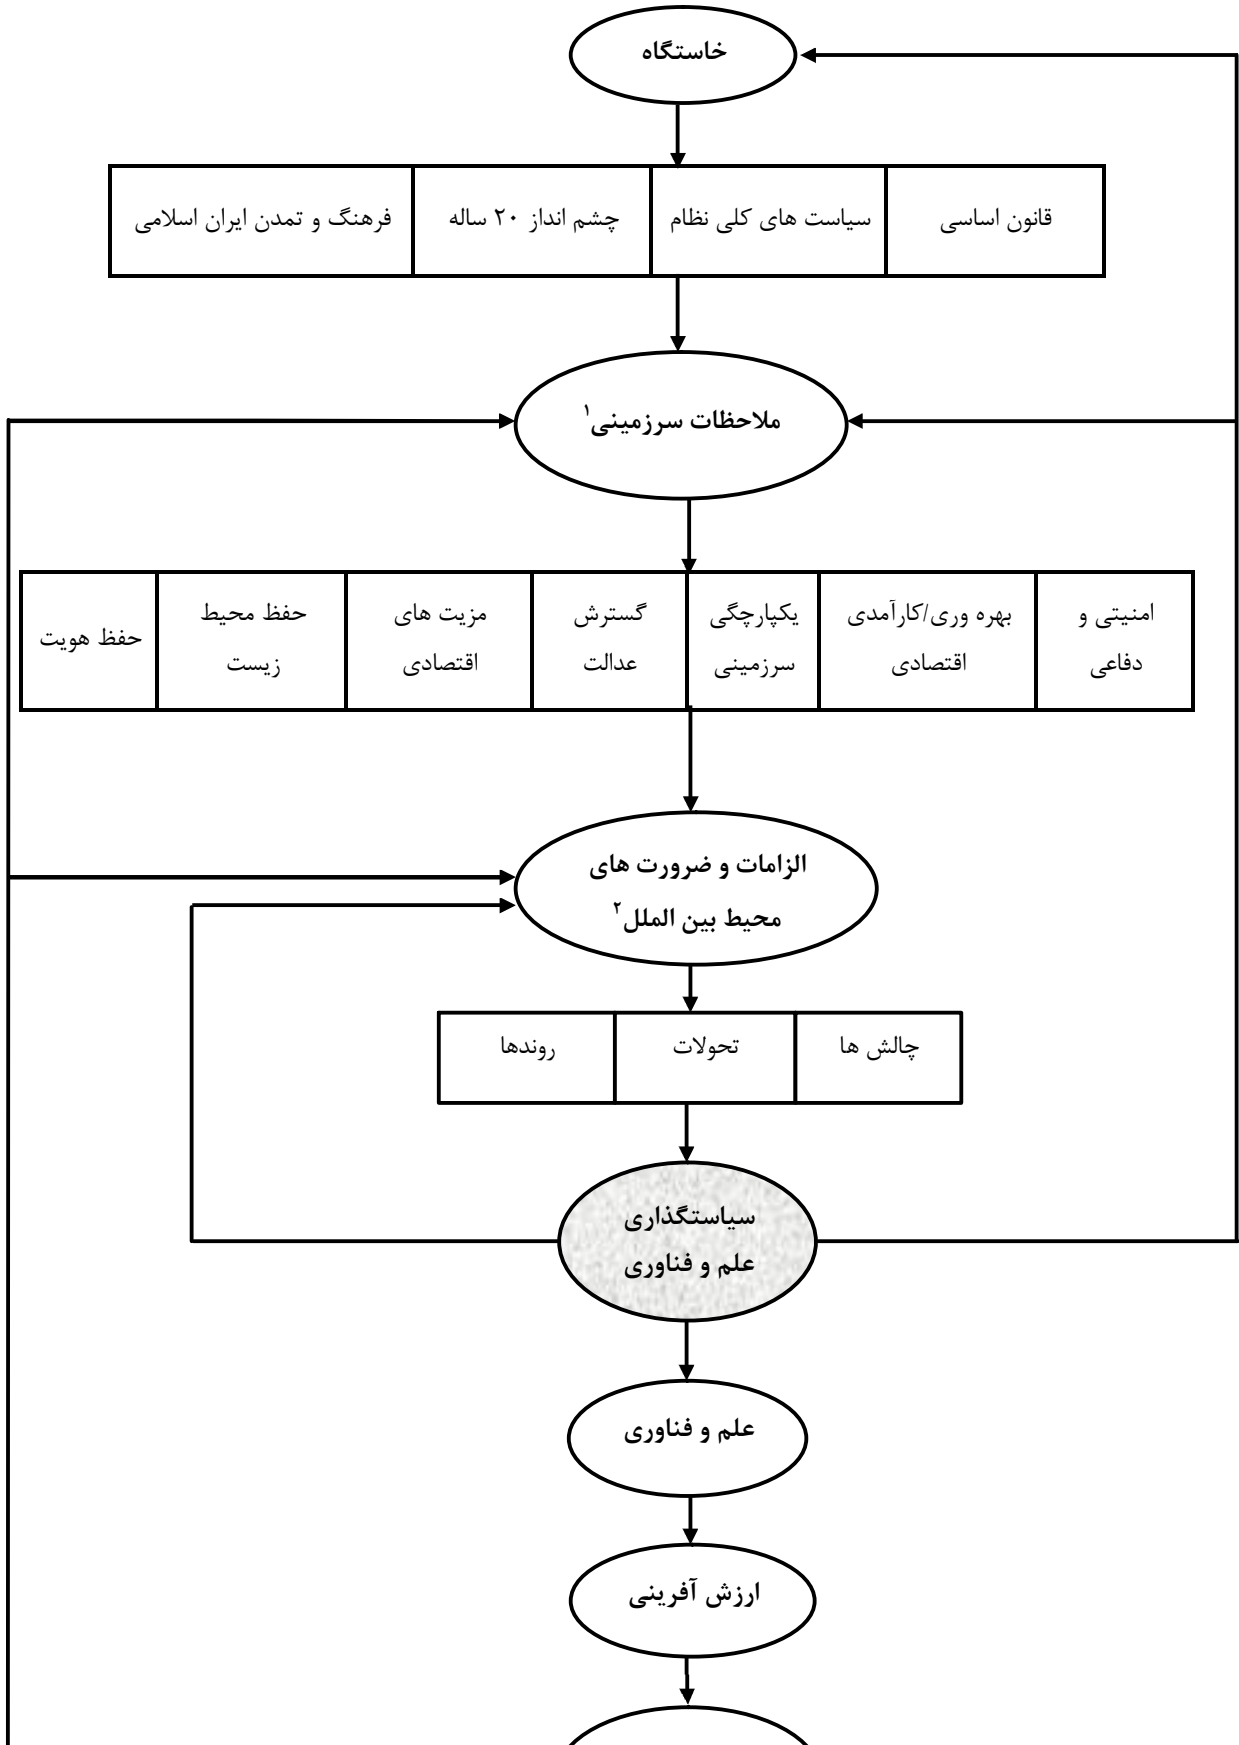 خاستگاه
قانون اساسی
سیاست های کلی نظام
چشم انداز ۲۰ ساله
فرهنگ و تمدن ایران اسلامی
ملاحظات سرزمینی۱
امنیتی و
دفاعی
بهره وری/کارآمدی
اقتصادی
یکپارچگی
سرزمینی
گسترش
عدالت
مزیت های
اقتصادی
حفظ محیط
زیست
حفظ هویت
الزامات و ضرورت های
محیط بین الملل۲
چالش ها
تحولات
روندها
سیاستگذاری
علم و فناوری
علم و فناوری
ارزش آفرینی